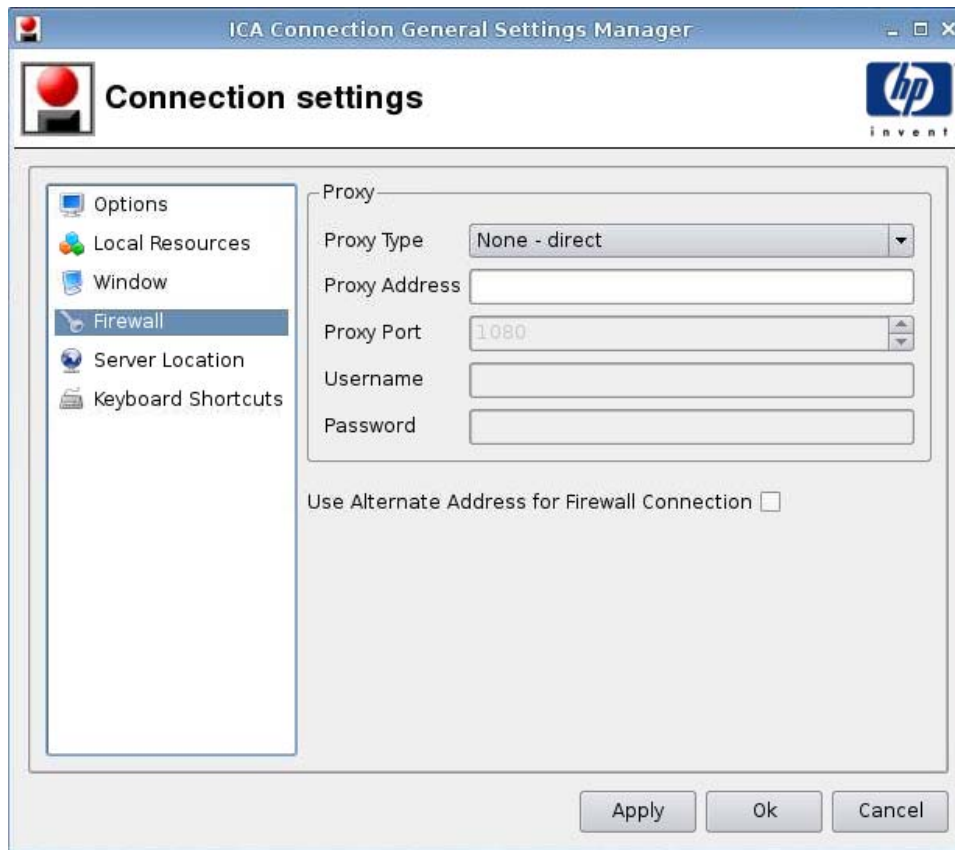 ICA Connection General Settings Manager
Connection settings
hp
invent
Options
Local Resources
Window
Firewall
Server Location
Keyboard Shortcuts
Proxy
Proxy Type None - direct
Proxy Address
Proxy Port 1080
Username
Password
Use Alternate Address for Firewall Connection
Apply Ok Cancel